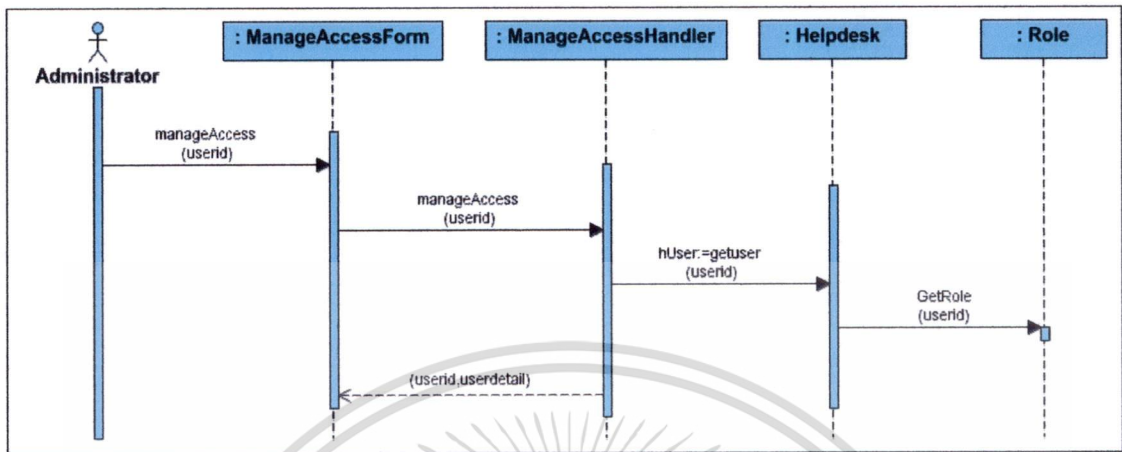 : ManageAccessForm
: ManageAccessHandler
: Helpdesk
: Role
Administrator
manageAccess
(userid)
manageAccess
(userid)
hUser:=getuser
(userid)
GetRole
(userid)
(userid,userdetail)